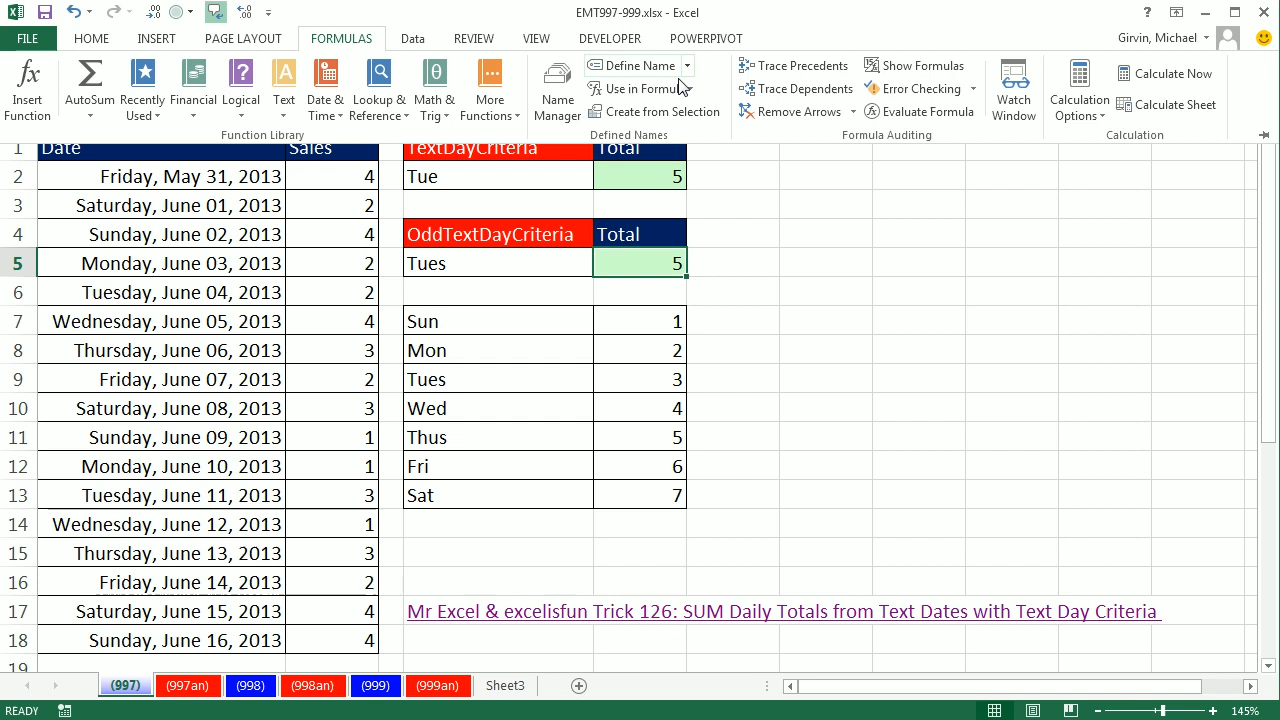 EMT997-999.xlsx - Excel
FILE HOME INSERT PAGE LAYOUT FORMULAS Data REVIEW VIEW DEVELOPER POWERPIVOT Girvin, Michael
Insert Function
AutoSum
Recently Used
Financial
Logical
Text
Date & Time
Lookup & Reference
Math & Trig
More Functions
Function Library
Name Manager
Define Name
Use in Formula
Create from Selection
Defined Names
Trace Precedents
Trace Dependents
Remove Arrows
Show Formulas
Error Checking
Evaluate Formula
Formula Auditing
Watch Window
Calculation Options
Calculate Now
Calculate Sheet
Calculation
1 Date Sales TextDayCriteria Total
2 Friday, May 31, 2013 4 Tue 5
3 Saturday, June 01, 2013 2
4 Sunday, June 02, 2013 4 OddTextDayCriteria Total
5 Monday, June 03, 2013 2 Tues 5
6 Tuesday, June 04, 2013 2
7 Wednesday, June 05, 2013 4 Sun 1
8 Thursday, June 06, 2013 3 Mon 2
9 Friday, June 07, 2013 2 Tues 3
10 Saturday, June 08, 2013 3 Wed 4
11 Sunday, June 09, 2013 1 Thus 5
12 Monday, June 10, 2013 1 Fri 6
13 Tuesday, June 11, 2013 3 Sat 7
14 Wednesday, June 12, 2013 1
15 Thursday, June 13, 2013 3
16 Friday, June 14, 2013 2
17 Saturday, June 15, 2013 4 Mr Excel & excelisfun Trick 126: SUM Daily Totals from Text Dates with Text Day Criteria
18 Sunday, June 16, 2013 4
19
(997) (997an) (998) (998an) (999) (999an) Sheet3
READY 145%